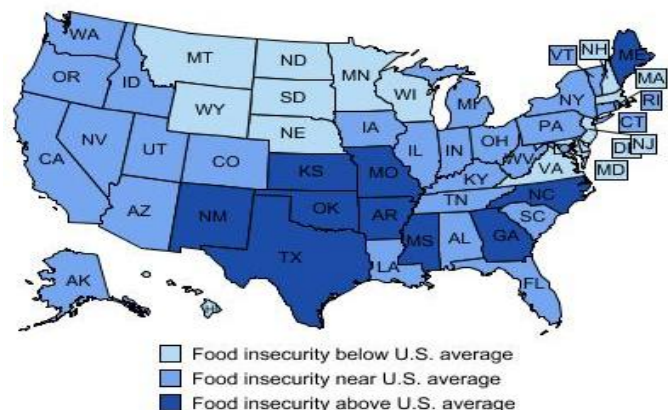 WA
MT
ND
MN
VT
NH
ME
OR
ID
SD
WI
MI
NY
MA
WY
RI
NE
IA
PA
CT
NV
UT
CO
IL
IN
OH
NJ
CA
KS
MO
KY
WV
VA
MD
TN
NC
AZ
NM
OK
AR
SC
MS
AL
GA
TX
LA
AK
FL
Food insecurity below U.S. average
Food insecurity near U.S. average
Food insecurity above U.S. average